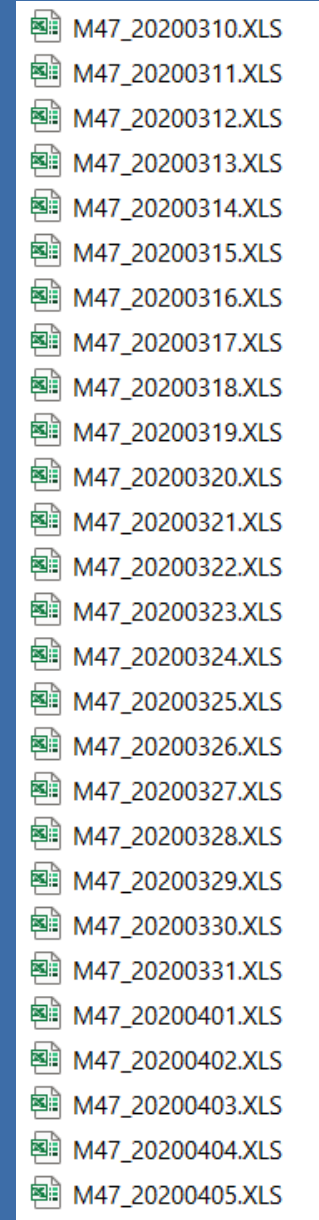 M47_20200310.XLS
M47_20200311.XLS
M47_20200312.XLS
M47_20200313.XLS
M47_20200314.XLS
M47_20200315.XLS
M47_20200316.XLS
M47_20200317.XLS
M47_20200318.XLS
M47_20200319.XLS
M47_20200320.XLS
M47_20200321.XLS
M47_20200322.XLS
M47_20200323.XLS
M47_20200324.XLS
M47_20200325.XLS
M47_20200326.XLS
M47_20200327.XLS
M47_20200328.XLS
M47_20200329.XLS
M47_20200330.XLS
M47_20200331.XLS
M47_20200401.XLS
M47_20200402.XLS
M47_20200403.XLS
M47_20200404.XLS
M47_20200405.XLS